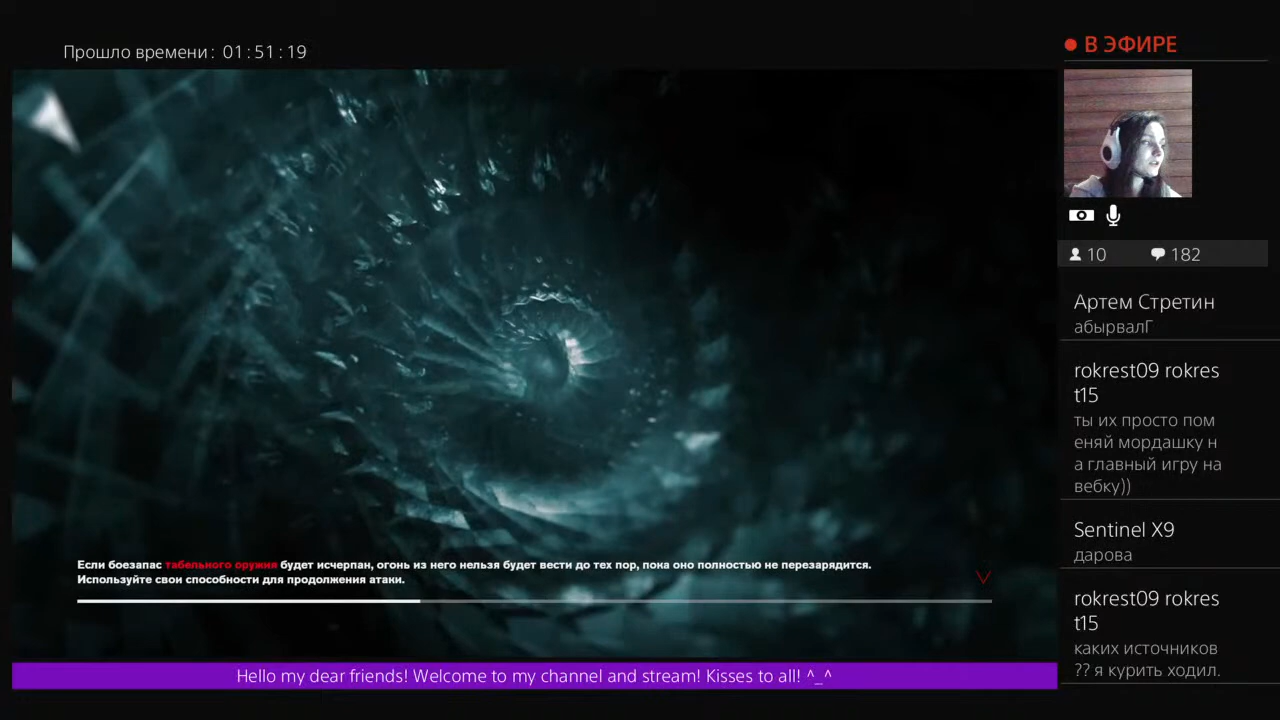 Прошло времени: 01:51:19
В ЭФИРЕ
10 182
Артем Стретин
абырвалГ
rokrest09 rokres
t15
ты их просто пом
еняй мордашку н
а главный игру на
вебку))
Sentinel X9
дарова
rokrest09 rokres
t15
каких источников
?? я курить ходил.
Если боезапас табельного оружия будет исчерпан, огонь из него нельзя будет вести до тех пор, пока оно полностью не перезарядится.
Используйте свои способности для продолжения атаки.
Hello my dear friends! Welcome to my channel and stream! Kisses to all! ^_^